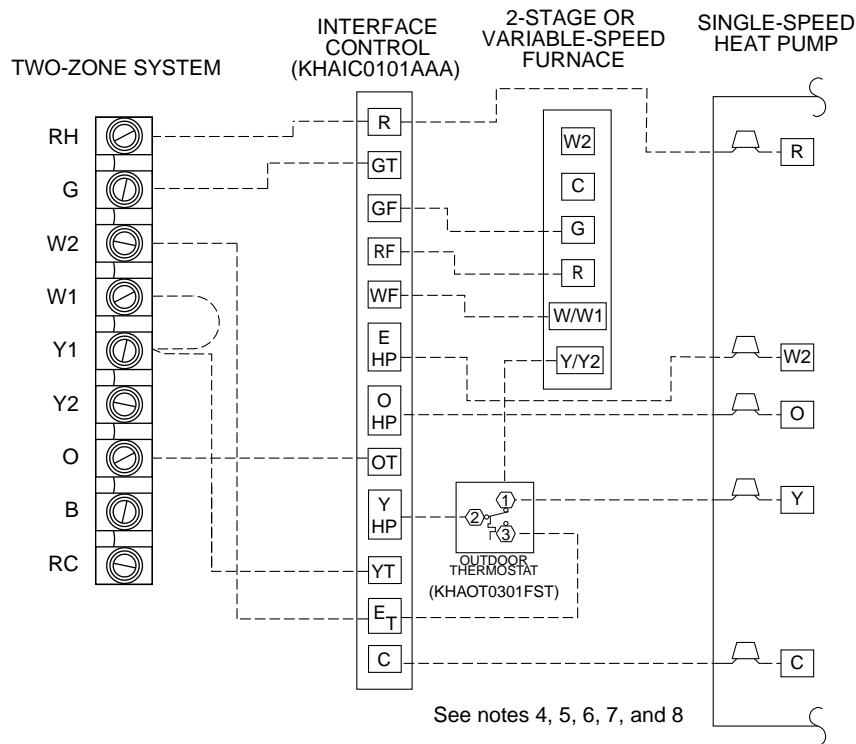 TWO-ZONE SYSTEM
RH
G
W2
W1
Y1
Y2
O
B
RC
INTERFACE
CONTROL
(KHAIC0101AAA)
R
GT
GF
RF
WF
E
HP
O
HP
OT
Y
HP
YT
ET
C
2-STAGE OR
VARIABLE-SPEED
FURNACE
W2
C
G
R
W/W1
Y/Y2
1
2
3
OUTDOOR
THERMOSTAT
(KHAOT0301FST)
SINGLE-SPEED
HEAT PUMP
R
W2
O
Y
C
See notes 4, 5, 6, 7, and 8